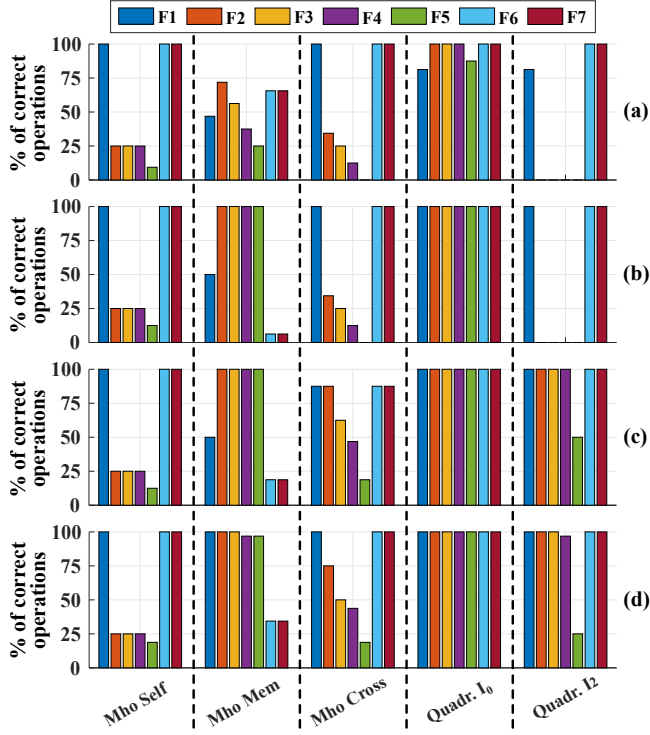 F1 F2 F3 F4 F5 F6 F7
100
75
50
25
0
% of correct
operations
(a)
100
75
50
25
0
% of correct
operations
(b)
100
75
50
25
0
% of correct
operations
(c)
100
75
50
25
0
% of correct
operations
(d)
Mho Self
Mho Mem
Mho Cross
Quadr. I0
Quadr. I2